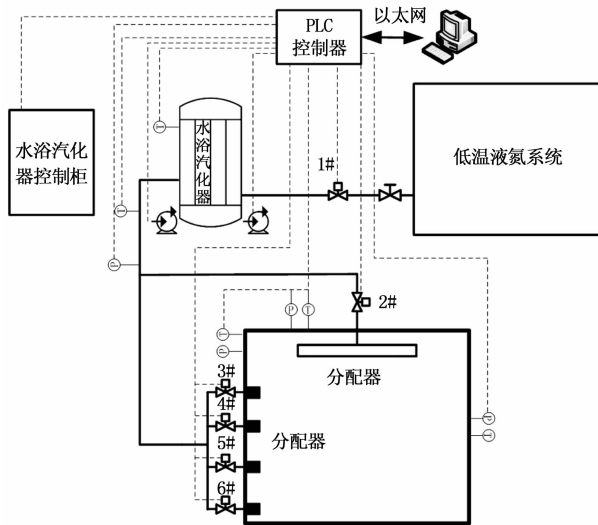 PLC
控制器
以太网
水浴汽化
器控制柜
水浴汽化器
低温液氮系统
1#
T
T
P
2#
T
P
P
T
分配器
3#
4#
5#
6#
分配器
P
T